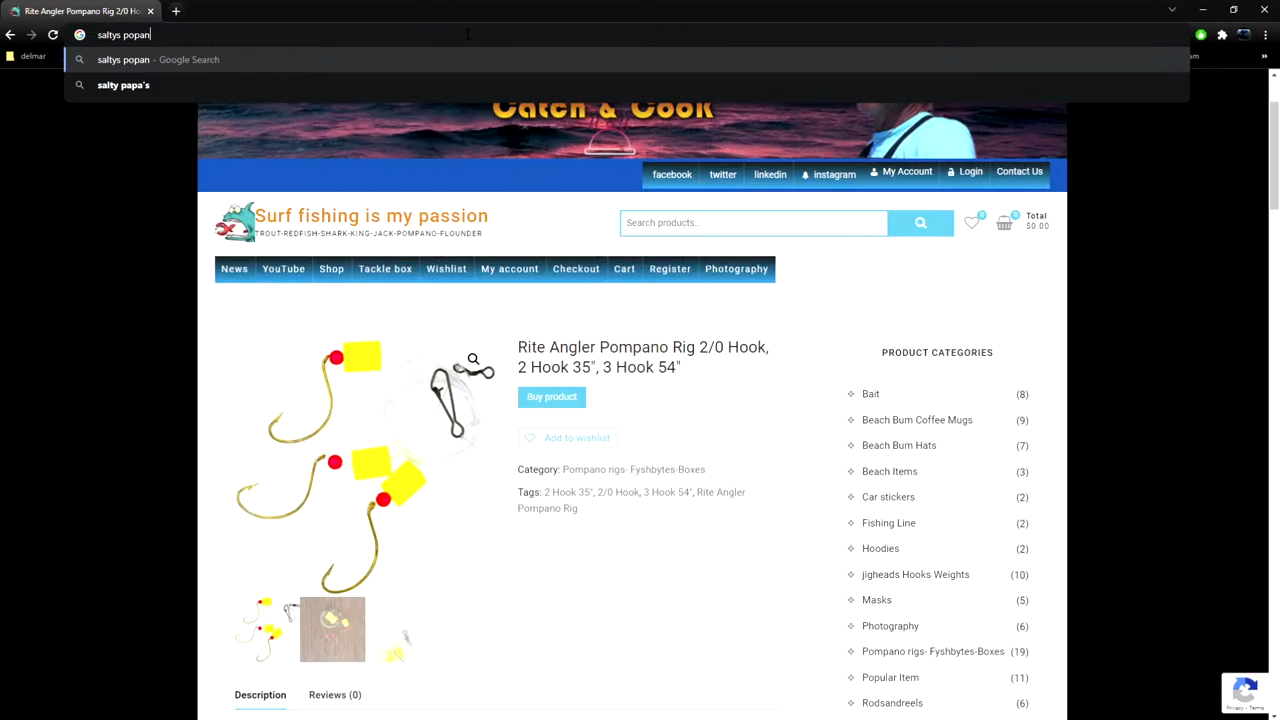 Rite Angler Pompano Rig 2/0 Ho
saltys popan
delmar
saltys popan - Google Search
salty papa's
Catch & Cook
facebook twitter linkedin instagram My Account Login Contact Us
Surf fishing is my passion
TROUT-REDFISH-SHARK-KING-JACK-POMPANO-FLOUNDER
Search products...
0
0
Total
$0.00
News YouTube Shop Tackle box Wishlist My account Checkout Cart Register Photography
Rite Angler Pompano Rig 2/0 Hook,
2 Hook 35", 3 Hook 54"
Buy product
Add to wishlist
Category: Pompano rigs- Fyshbytes-Boxes
Tags: 2 Hook 35", 2/0 Hook, 3 Hook 54", Rite Angler
Pompano Rig
PRODUCT CATEGORIES
Bait (8)
Beach Bum Coffee Mugs (9)
Beach Bum Hats (7)
Beach Items (3)
Car stickers (2)
Fishing Line (2)
Hoodies (2)
jigheads Hooks Weights (10)
Masks (5)
Photography (6)
Pompano rigs- Fyshbytes-Boxes (19)
Popular Item (11)
Rodsandreels (6)
Description Reviews (0)
Privacy - Terms